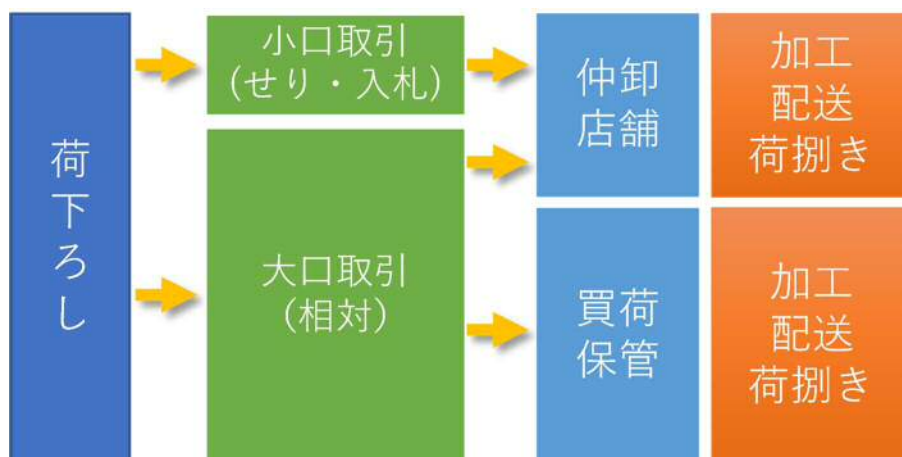 荷下ろし
小口取引
(せり・入札)
大口取引
(相対)
仲卸
店舗
買荷
保管
加工
配送
荷捌き
加工
配送
荷捌き